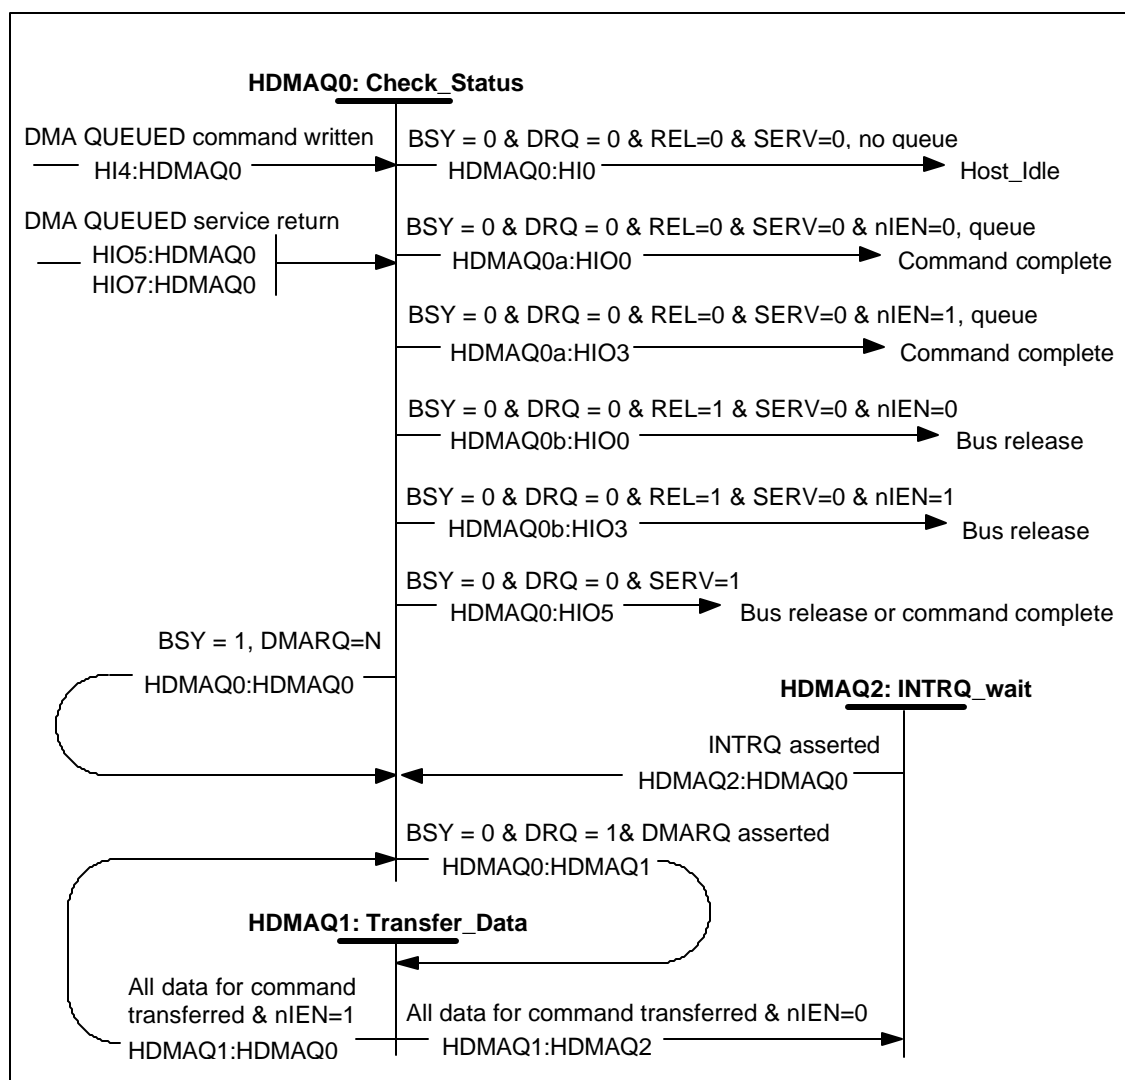 HDMAQ0: Check_Status
DMA QUEUED command written
HI4:HDMAQ0
BSY = 0 & DRQ = 0 & REL=0 & SERV=0, no queue
HDMAQ0:HI0
Host_Idle
DMA QUEUED service return
HIO5:HDMAQ0
HIO7:HDMAQ0
BSY = 0 & DRQ = 0 & REL=0 & SERV=0 & nIEN=0, queue
HDMAQ0a:HIO0
Command complete
BSY = 0 & DRQ = 0 & REL=0 & SERV=0 & nIEN=1, queue
HDMAQ0a:HIO3
Command complete
BSY = 0 & DRQ = 0 & REL=1 & SERV=0 & nIEN=0
HDMAQ0b:HIO0
Bus release
BSY = 0 & DRQ = 0 & REL=1 & SERV=0 & nIEN=1
HDMAQ0b:HIO3
Bus release
BSY = 0 & DRQ = 0 & SERV=1
HDMAQ0:HIO5
Bus release or command complete
BSY = 1, DMARQ=N
HDMAQ0:HDMAQ0
HDMAQ2: INTRQ_wait
INTRQ asserted
HDMAQ2:HDMAQ0
BSY = 0 & DRQ = 1& DMARQ asserted
HDMAQ0:HDMAQ1
HDMAQ1: Transfer_Data
All data for command
transferred & nIEN=1
HDMAQ1:HDMAQ0
All data for command transferred & nIEN=0
HDMAQ1:HDMAQ2